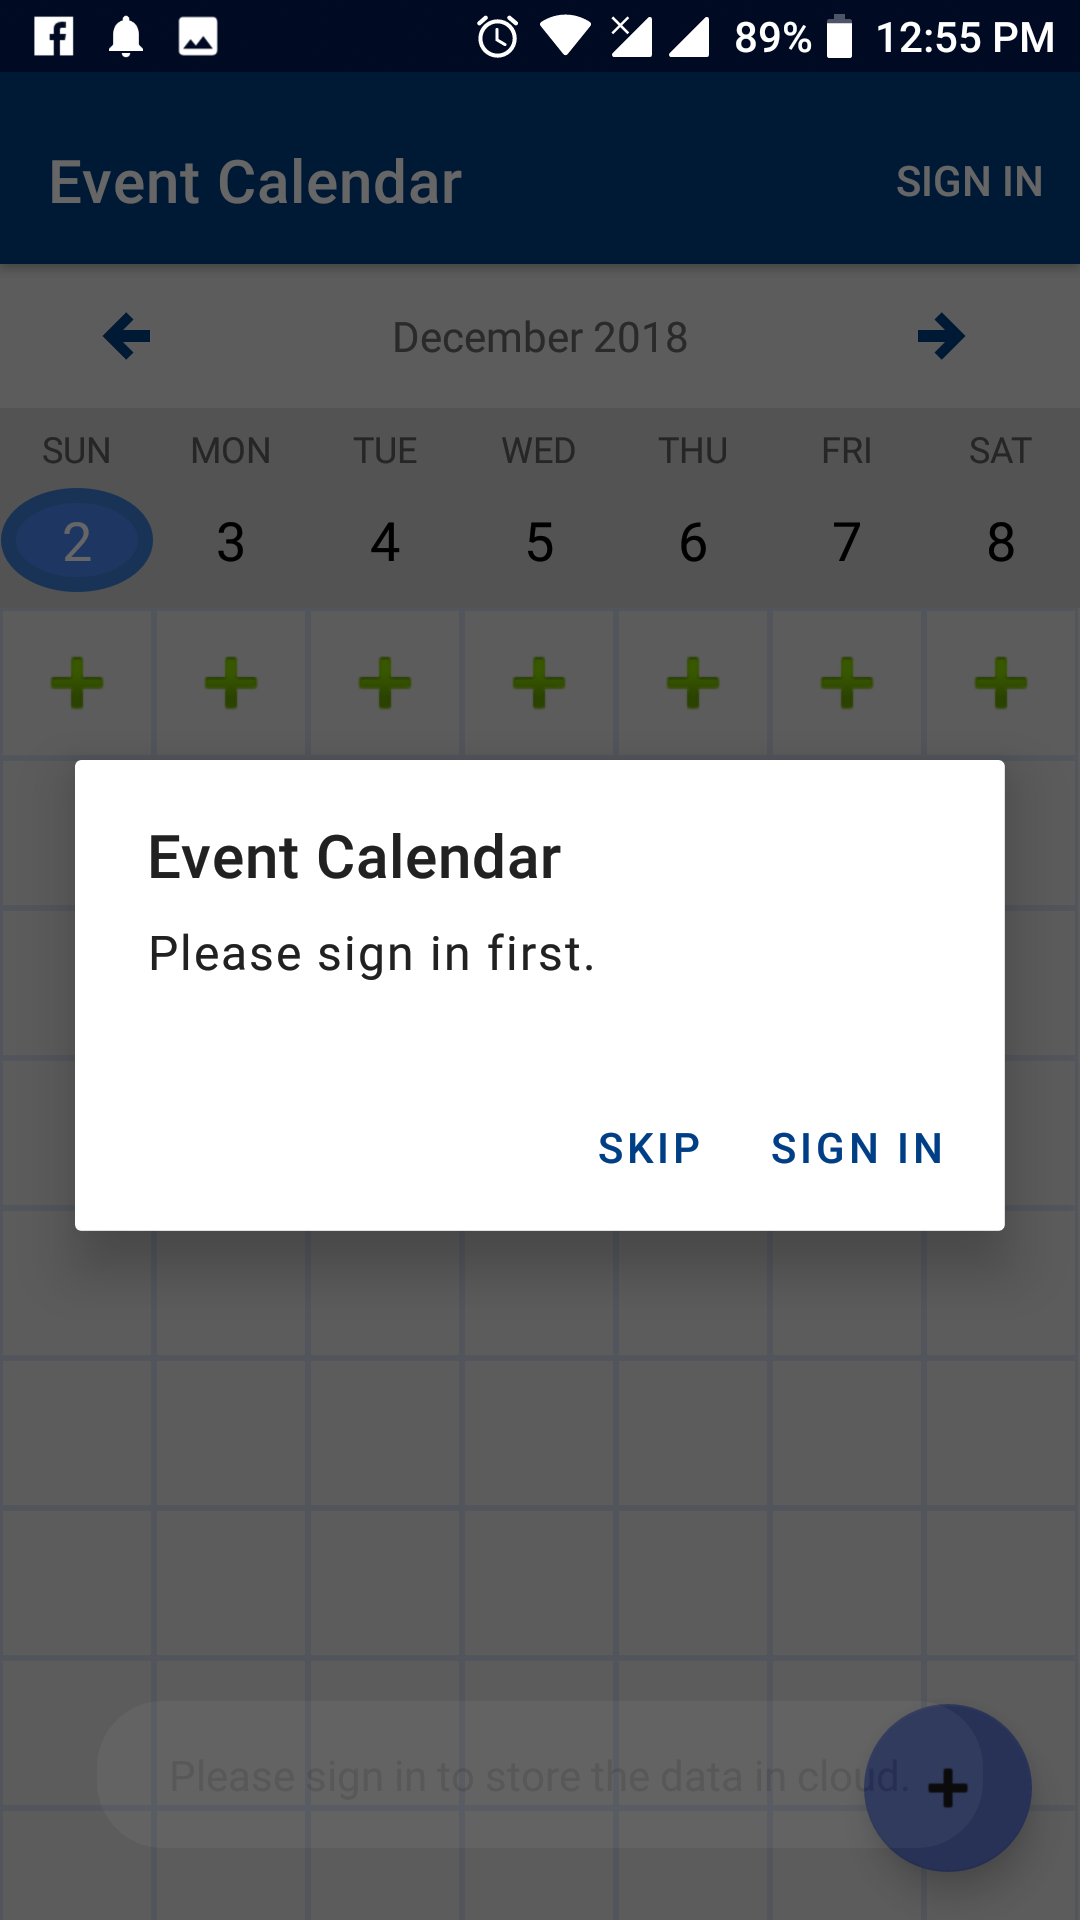 89% 12:55 PM
Event Calendar SIGN IN
December 2018
SUN MON TUE WED THU FRI SAT
2 3 4 5 6 7 8
Event Calendar
Please sign in first.
SKIP SIGN IN
Please sign in to store the data in cloud.